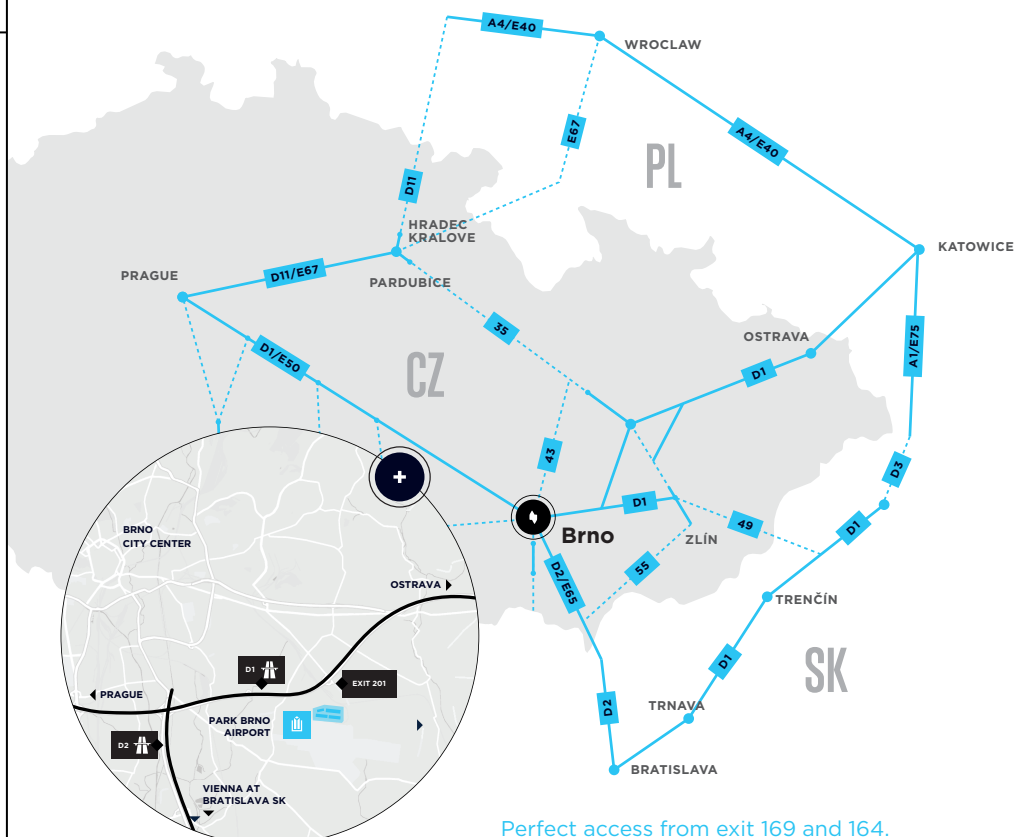 A4/E40
WROCLAW
E67
A4/E40
PL
D11
HRADEC
KRALOVE
KATOWICE
PRAGUE
D11/E67
PARDUBICE
35
OSTRAVA
A1/E75
D1/E50
CZ
D1
43
D3
D1
Brno
49
D1
ZLÍN
D2/E65
55
TRENČÍN
D1
SK
TRNAVA
D2
BRATISLAVA
BRNO
CITY CENTER
OSTRAVA
D1
EXIT 201
PRAGUE
PARK BRNO
AIRPORT
D2
VIENNA AT
BRATISLAVA SK
Perfect access from exit 169 and 164.